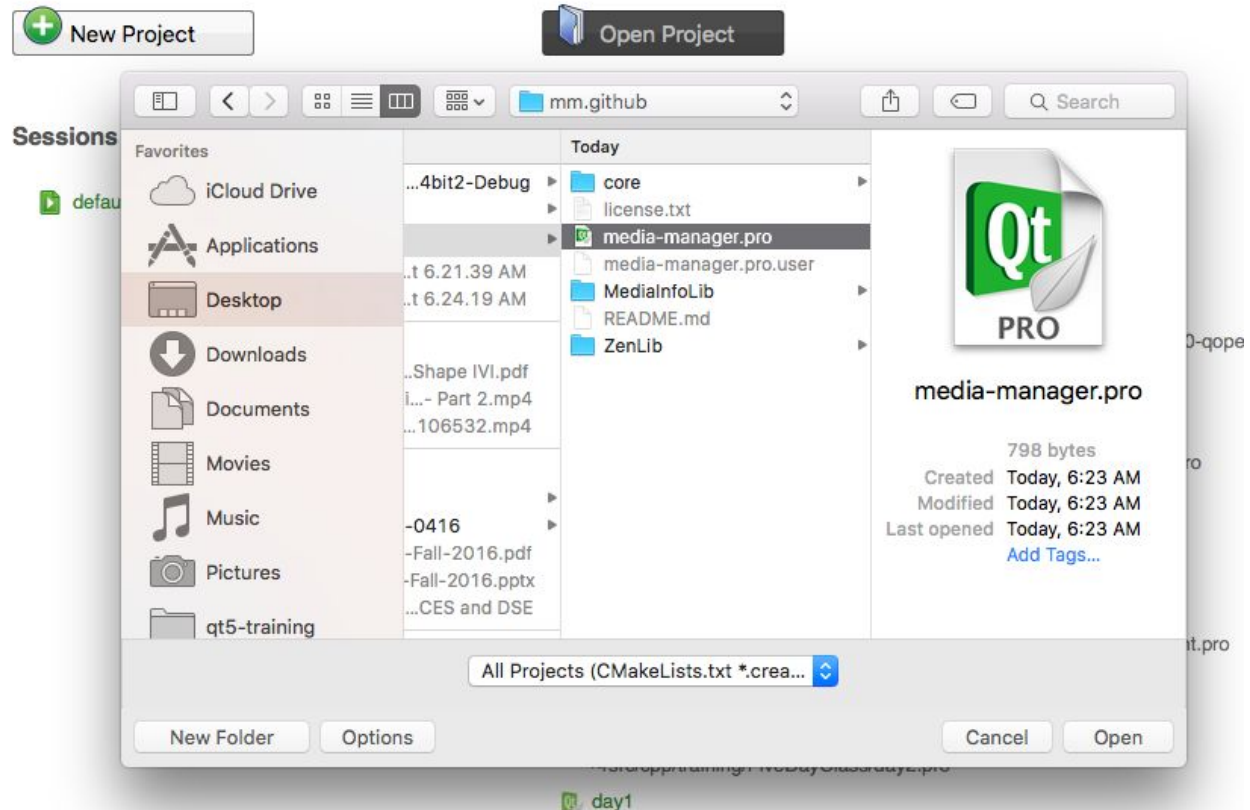 New Project
Open Project
mm.github
Search
Sessions
defau
Favorites
iCloud Drive
Applications
Desktop
Downloads
Documents
Movies
Music
Pictures
qt5-training
...4bit2-Debug
..t 6.21.39 AM
..t 6.24.19 AM
..Shape IVI.pdf
i...- Part 2.mp4
...106532.mp4
-0416
-Fall-2016.pdf
-Fall-2016.pptx
...CES and DSE
Today
core
license.txt
media-manager.pro
media-manager.pro.user
MediaInfoLib
README.md
ZenLib
Qt
PRO
media-manager.pro
798 bytes
Created Today, 6:23 AM
Modified Today, 6:23 AM
Last opened Today, 6:23 AM
Add Tags...
0-qope
ro
nt.pro
All Projects (CMakeLists.txt *.crea...
New Folder
Options
Cancel
Open
day1